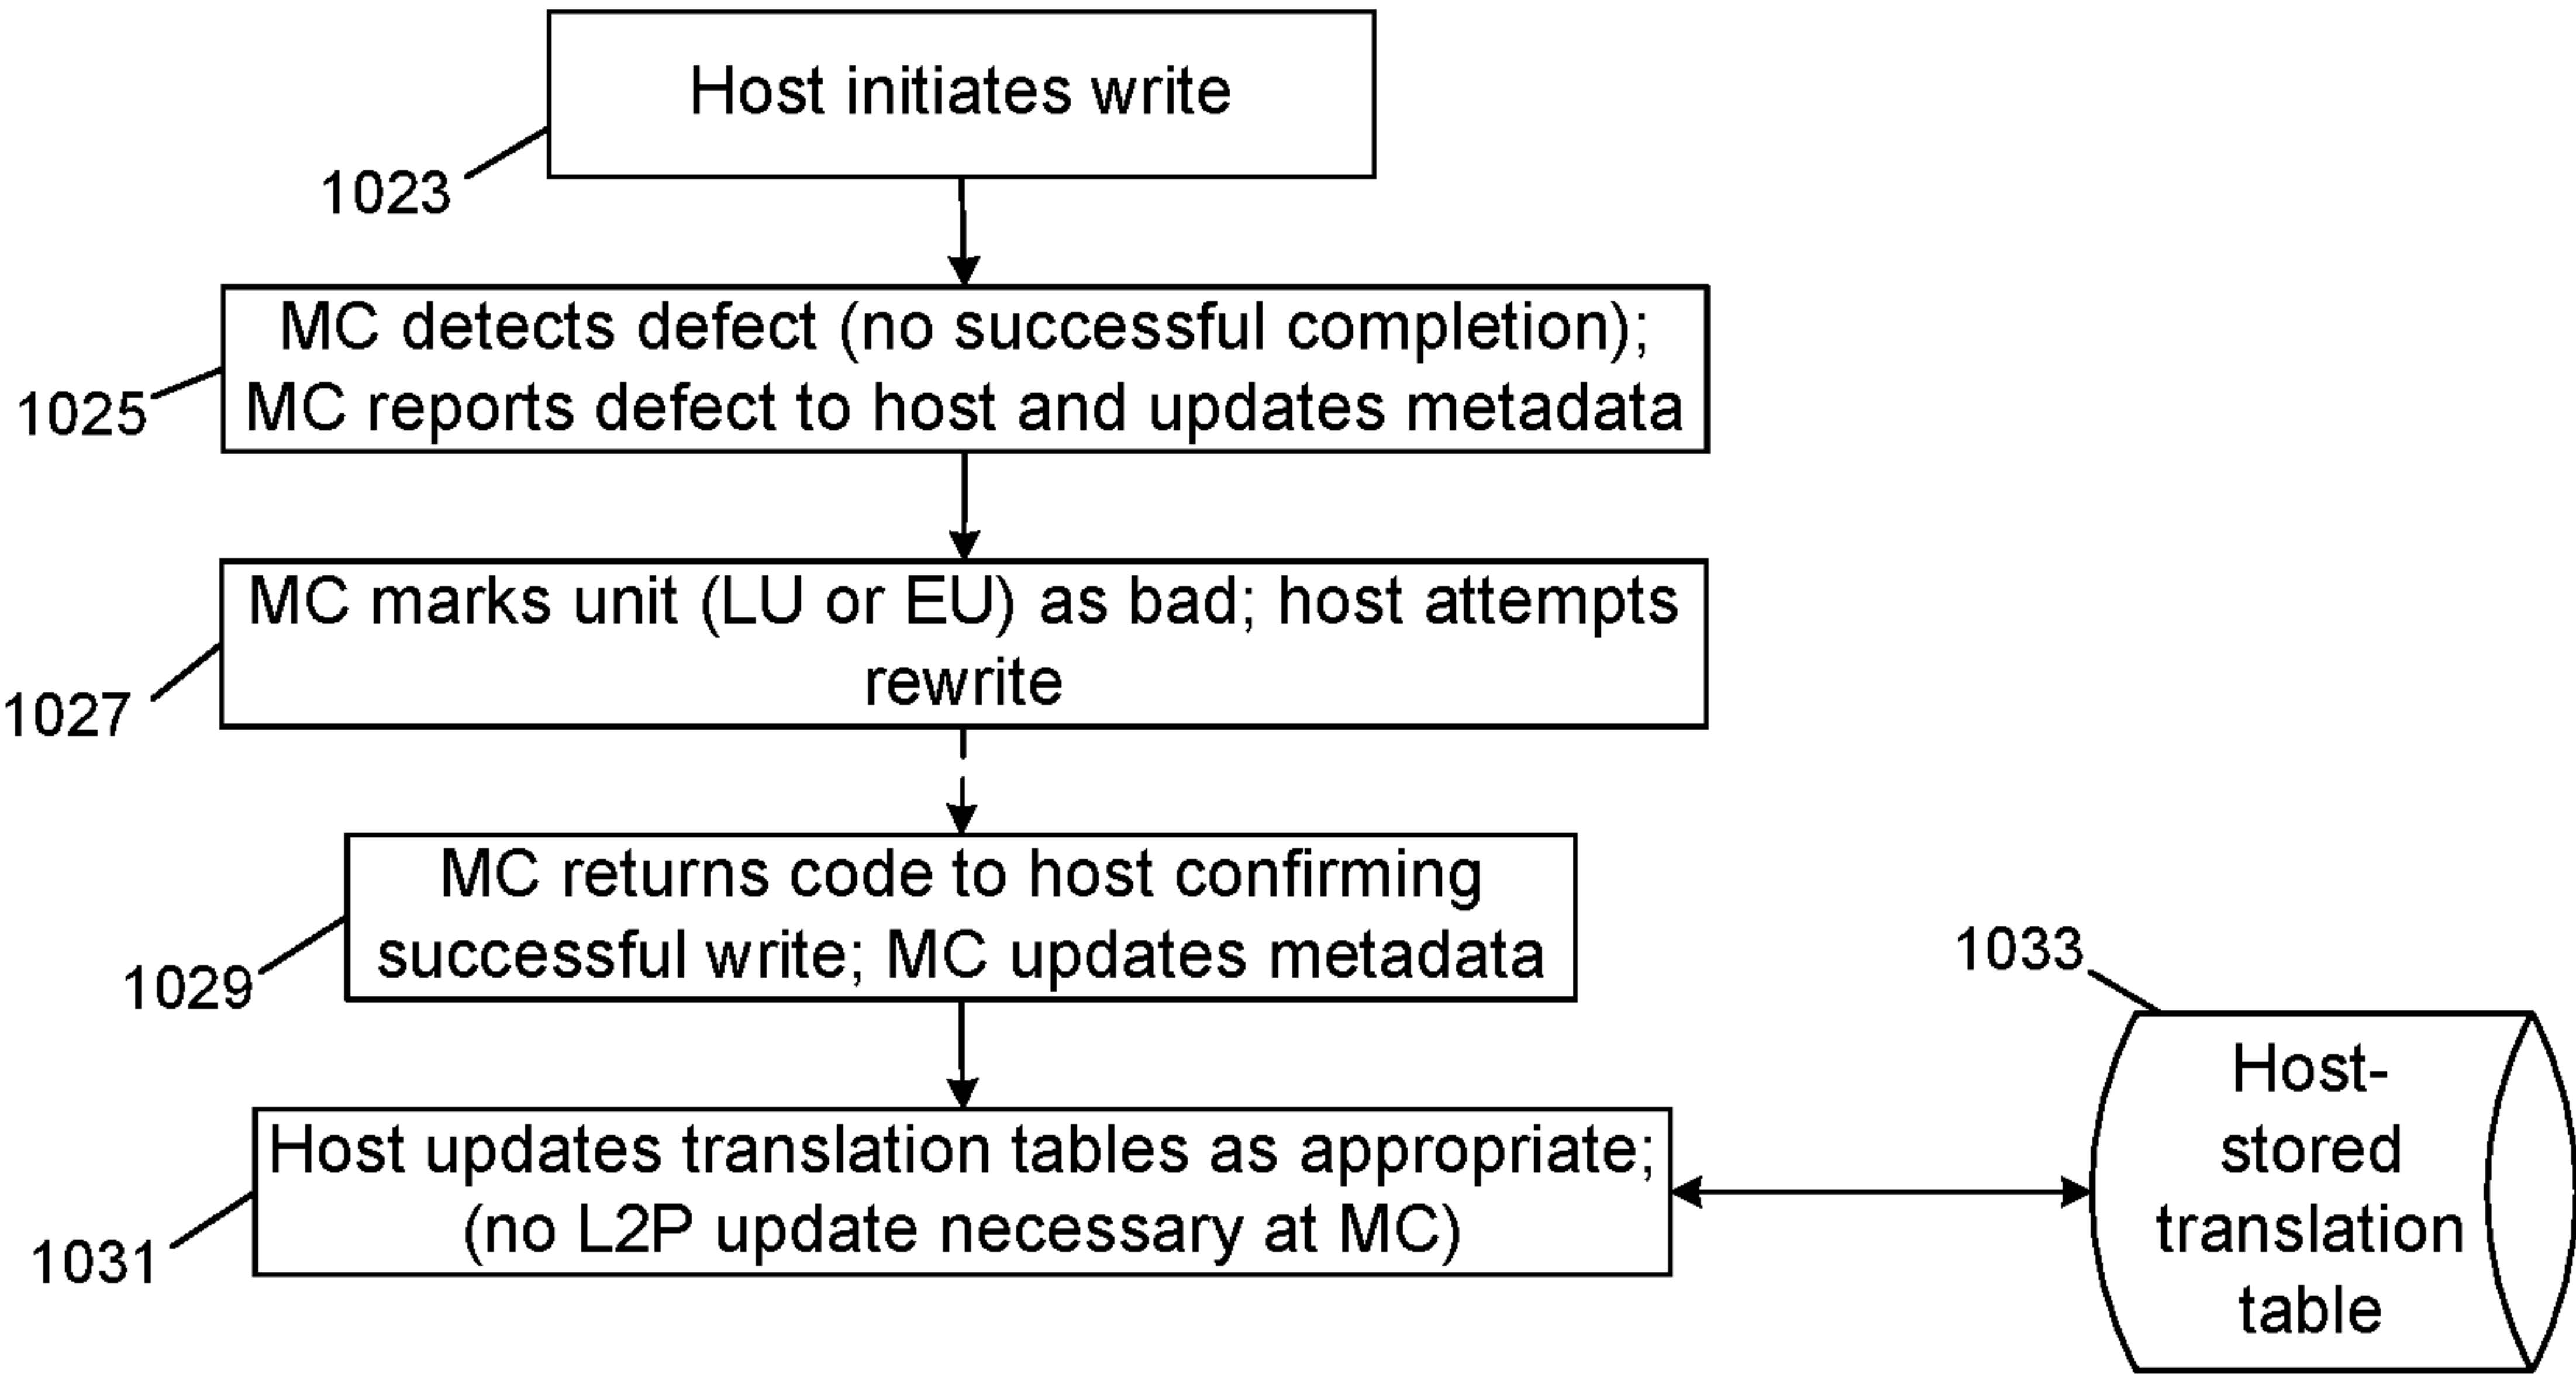 Host initiates write
1023
MC detects defect (no successful completion);
MC reports defect to host and updates metadata
1025
MC marks unit (LU or EU) as bad; host attempts
rewrite
1027
MC returns code to host confirming
successful write; MC updates metadata
1029
Host updates translation tables as appropriate;
(no L2P update necessary at MC)
1031
1033
Host-
stored
translation
table